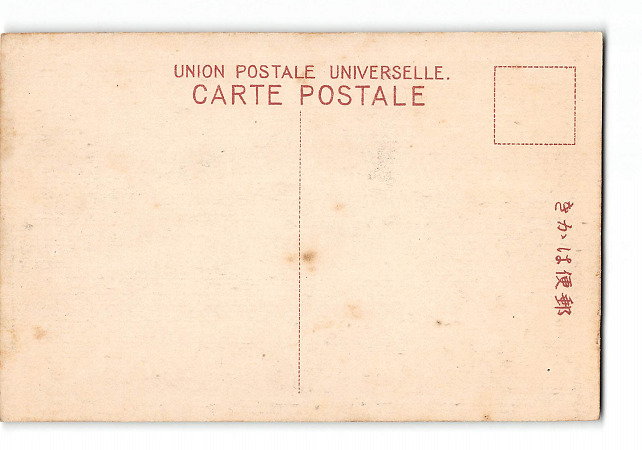 UNION POSTALE UNIVERSELLE.
CARTE POSTALE
きかは便郵